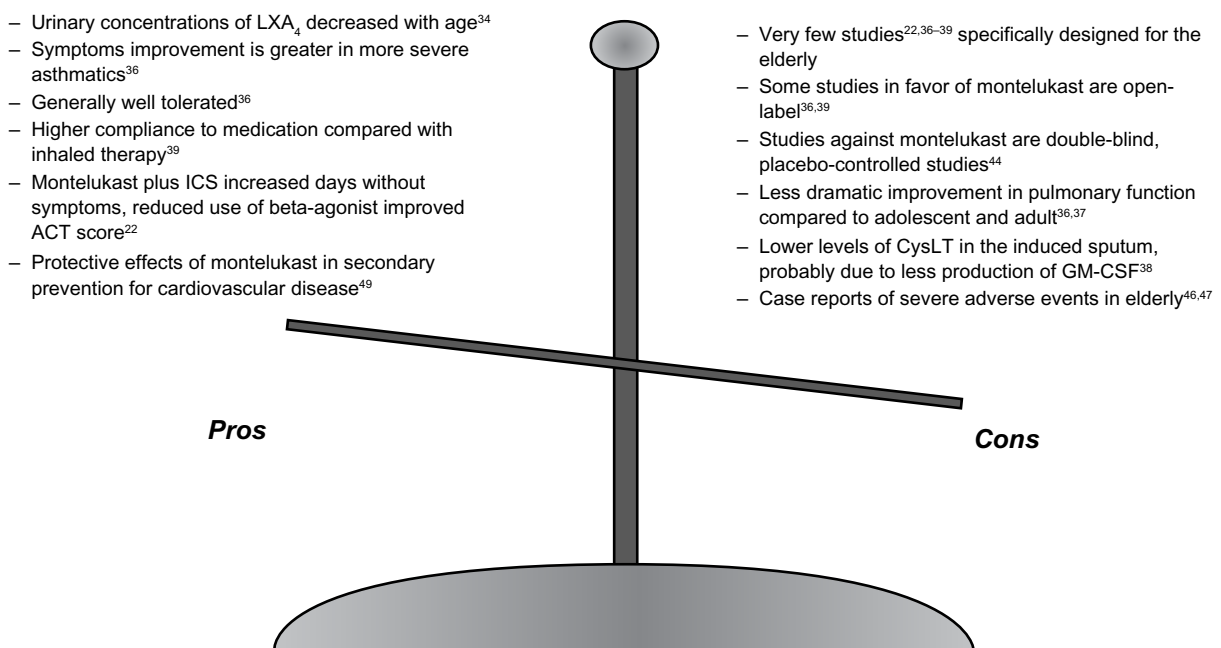 – Urinary concentrations of LXA₄ decreased with age³⁴
– Symptoms improvement is greater in more severe
asthmatics³⁶
– Generally well tolerated³⁶
– Higher compliance to medication compared with
inhaled therapy³⁹
– Montelukast plus ICS increased days without
symptoms, reduced use of beta-agonist improved
ACT score²²
– Protective effects of montelukast in secondary
prevention for cardiovascular disease⁴⁹
– Very few studies²²,³⁶–³⁹ specifically designed for the
elderly
– Some studies in favor of montelukast are open-
label³⁶,³⁹
– Studies against montelukast are double-blind,
placebo-controlled studies⁴⁴
– Less dramatic improvement in pulmonary function
compared to adolescent and adult³⁶,³⁷
– Lower levels of CysLT in the induced sputum,
probably due to less production of GM-CSF³⁸
– Case reports of severe adverse events in elderly⁴⁶,⁴⁷
Pros
Cons